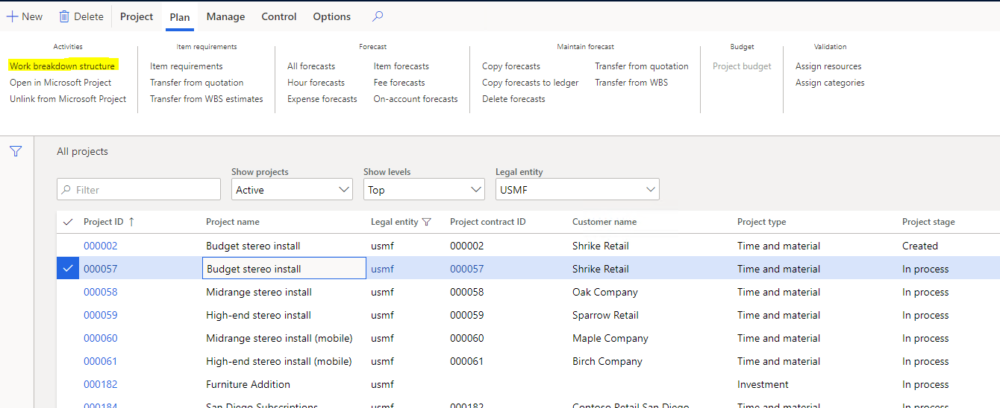 New Delete Project Plan Manage Control Options
Activities Item requirements Forecast Maintain forecast Budget Validation
Work breakdown structure Item requirements All forecasts Item forecasts Copy forecasts Transfer from quotation Project budget Assign resources
Open in Microsoft Project Transfer from quotation Hour forecasts Fee forecasts Copy forecasts to ledger Transfer from WBS Assign categories
Unlink from Microsoft Project Transfer from WBS estimates Expense forecasts On-account forecasts Delete forecasts
All projects
Show projects Show levels Legal entity
Filter Active Top USMF
Project ID Project name Legal entity Project contract ID Customer name Project type Project stage
000002 Budget stereo install usmf 000002 Shrike Retail Time and material Created
000057 Budget stereo install usmf 000057 Shrike Retail Time and material In process
000058 Midrange stereo install usmf 000058 Oak Company Time and material In process
000059 High-end stereo install usmf 000059 Sparrow Retail Time and material In process
000060 Midrange stereo install (mobile) usmf 000060 Maple Company Time and material In process
000061 High-end stereo install (mobile) usmf 000061 Birch Company Time and material In process
000182 Furniture Addition usmf Investment In process
000184 San Diego Subscriptions usmf 000182 Contoso Retail San Diego Time and material In process